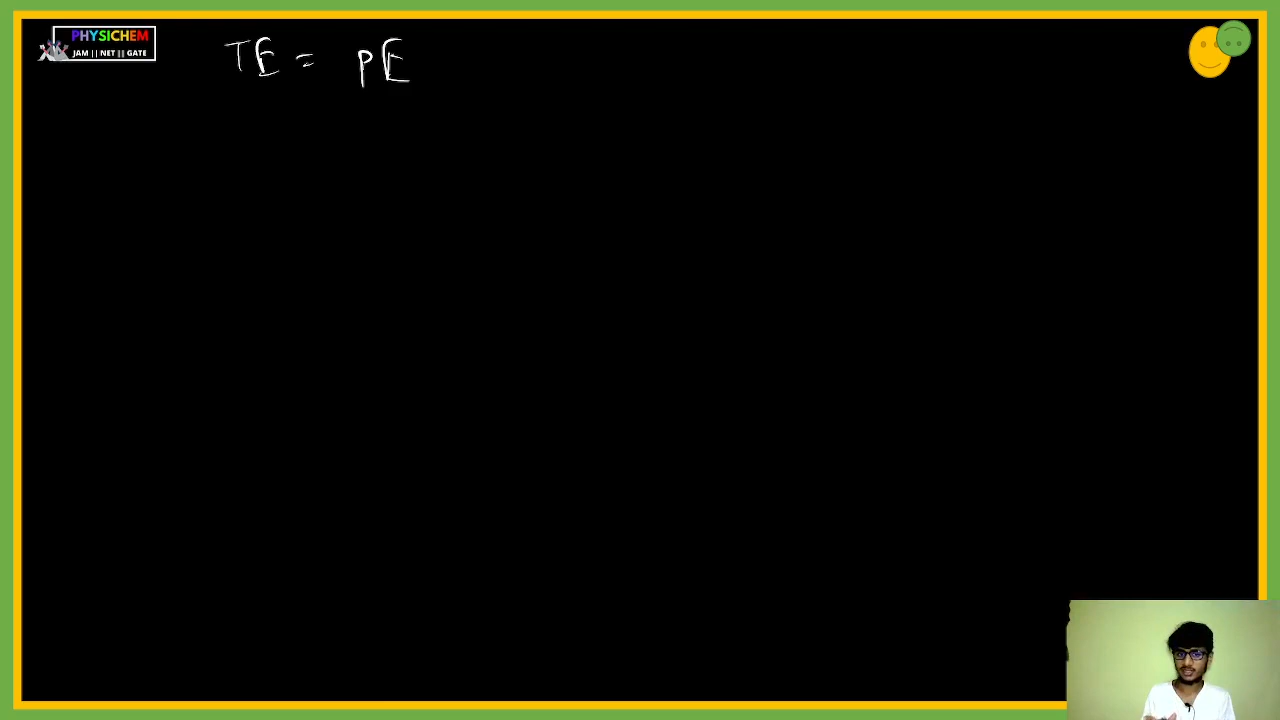 PHYSICHEM
JAM || NET || GATE
TE = PE